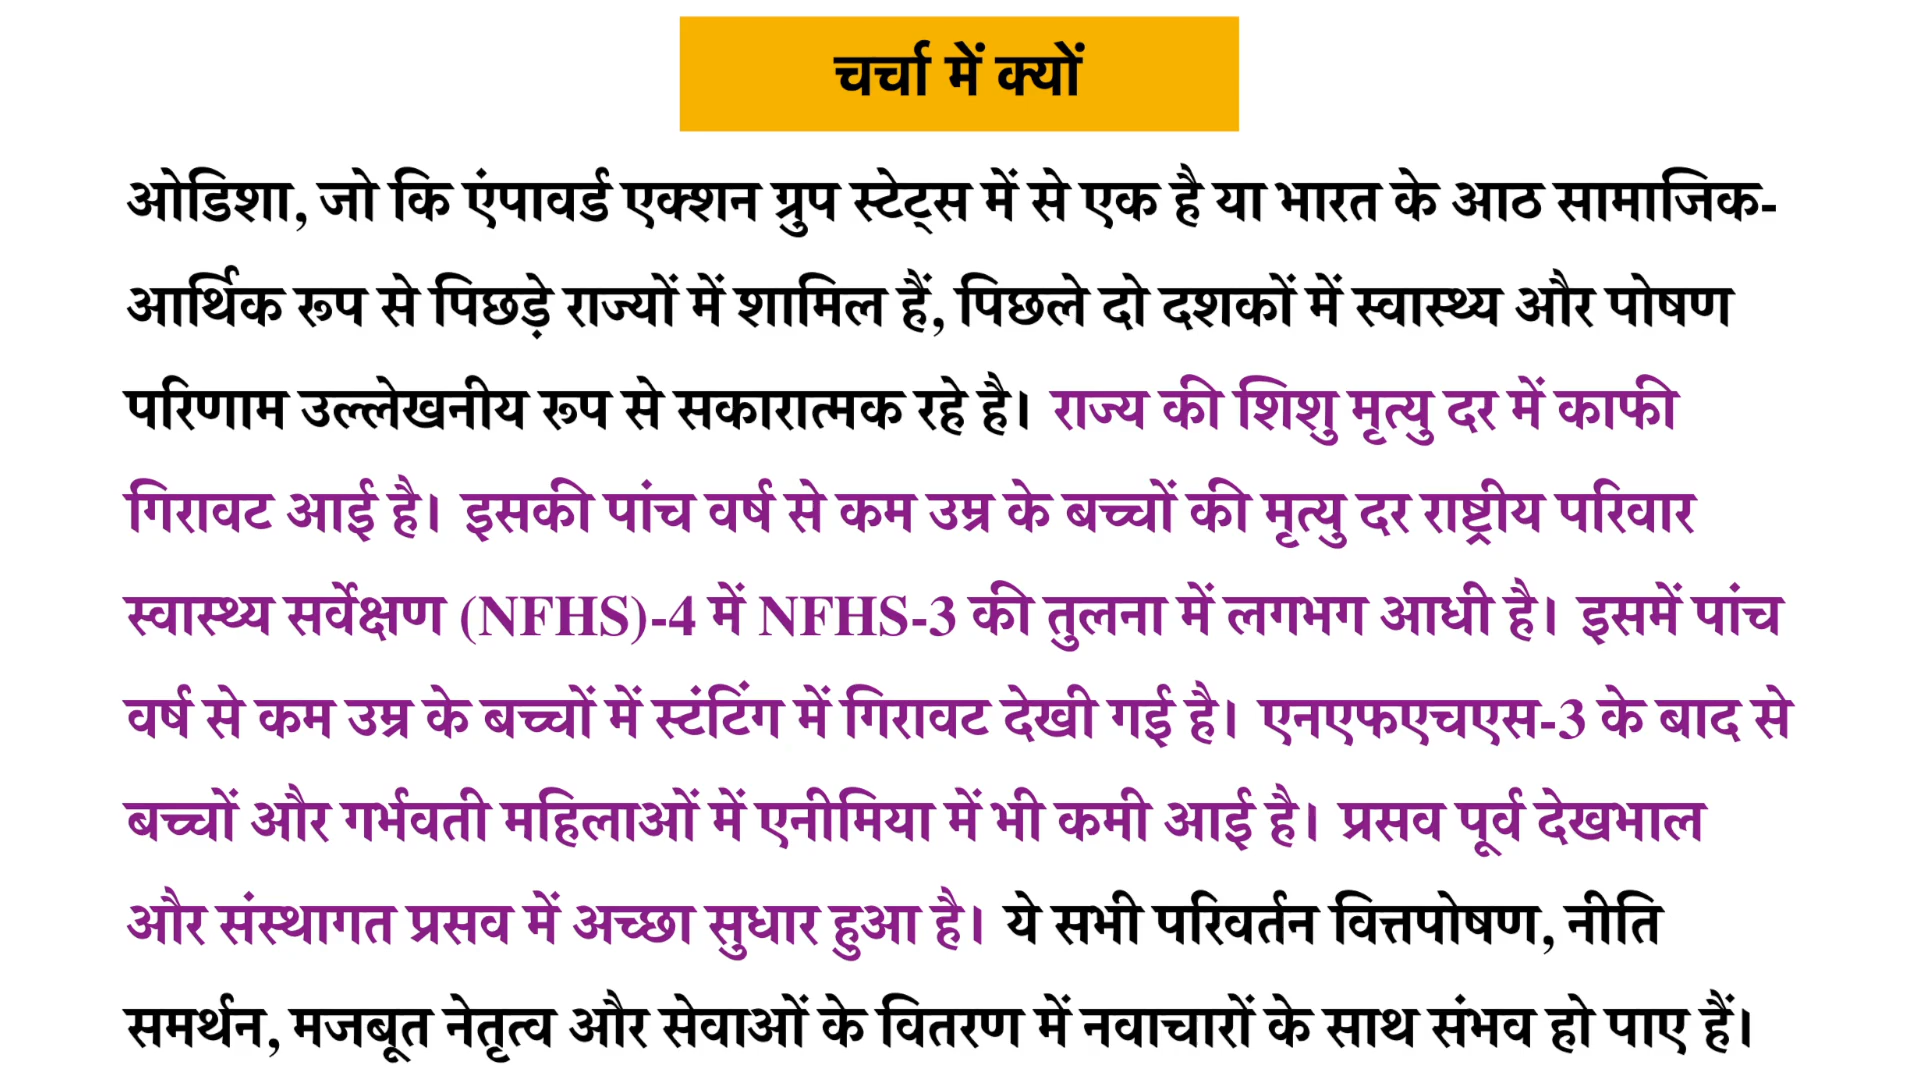 चर्चा में क्यों
ओडिशा, जो कि एंपावर्ड एक्शन ग्रुप स्टेट्स में से एक है या भारत के आठ सामाजिक-
आर्थिक रूप से पिछड़े राज्यों में शामिल हैं, पिछले दो दशकों में स्वास्थ्य और पोषण
परिणाम उल्लेखनीय रूप से सकारात्मक रहे है। राज्य की शिशु मृत्यु दर में काफी
गिरावट आई है। इसकी पांच वर्ष से कम उम्र के बच्चों की मृत्यु दर राष्ट्रीय परिवार
स्वास्थ्य सर्वेक्षण (NFHS)-4 में NFHS-3 की तुलना में लगभग आधी है। इसमें पांच
वर्ष से कम उम्र के बच्चों में स्टंटिंग में गिरावट देखी गई है। एनएफएचएस-3 के बाद से
बच्चों और गर्भवती महिलाओं में एनीमिया में भी कमी आई है। प्रसव पूर्व देखभाल
और संस्थागत प्रसव में अच्छा सुधार हुआ है। ये सभी परिवर्तन वित्तपोषण, नीति
समर्थन, मजबूत नेतृत्व और सेवाओं के वितरण में नवाचारों के साथ संभव हो पाए हैं।